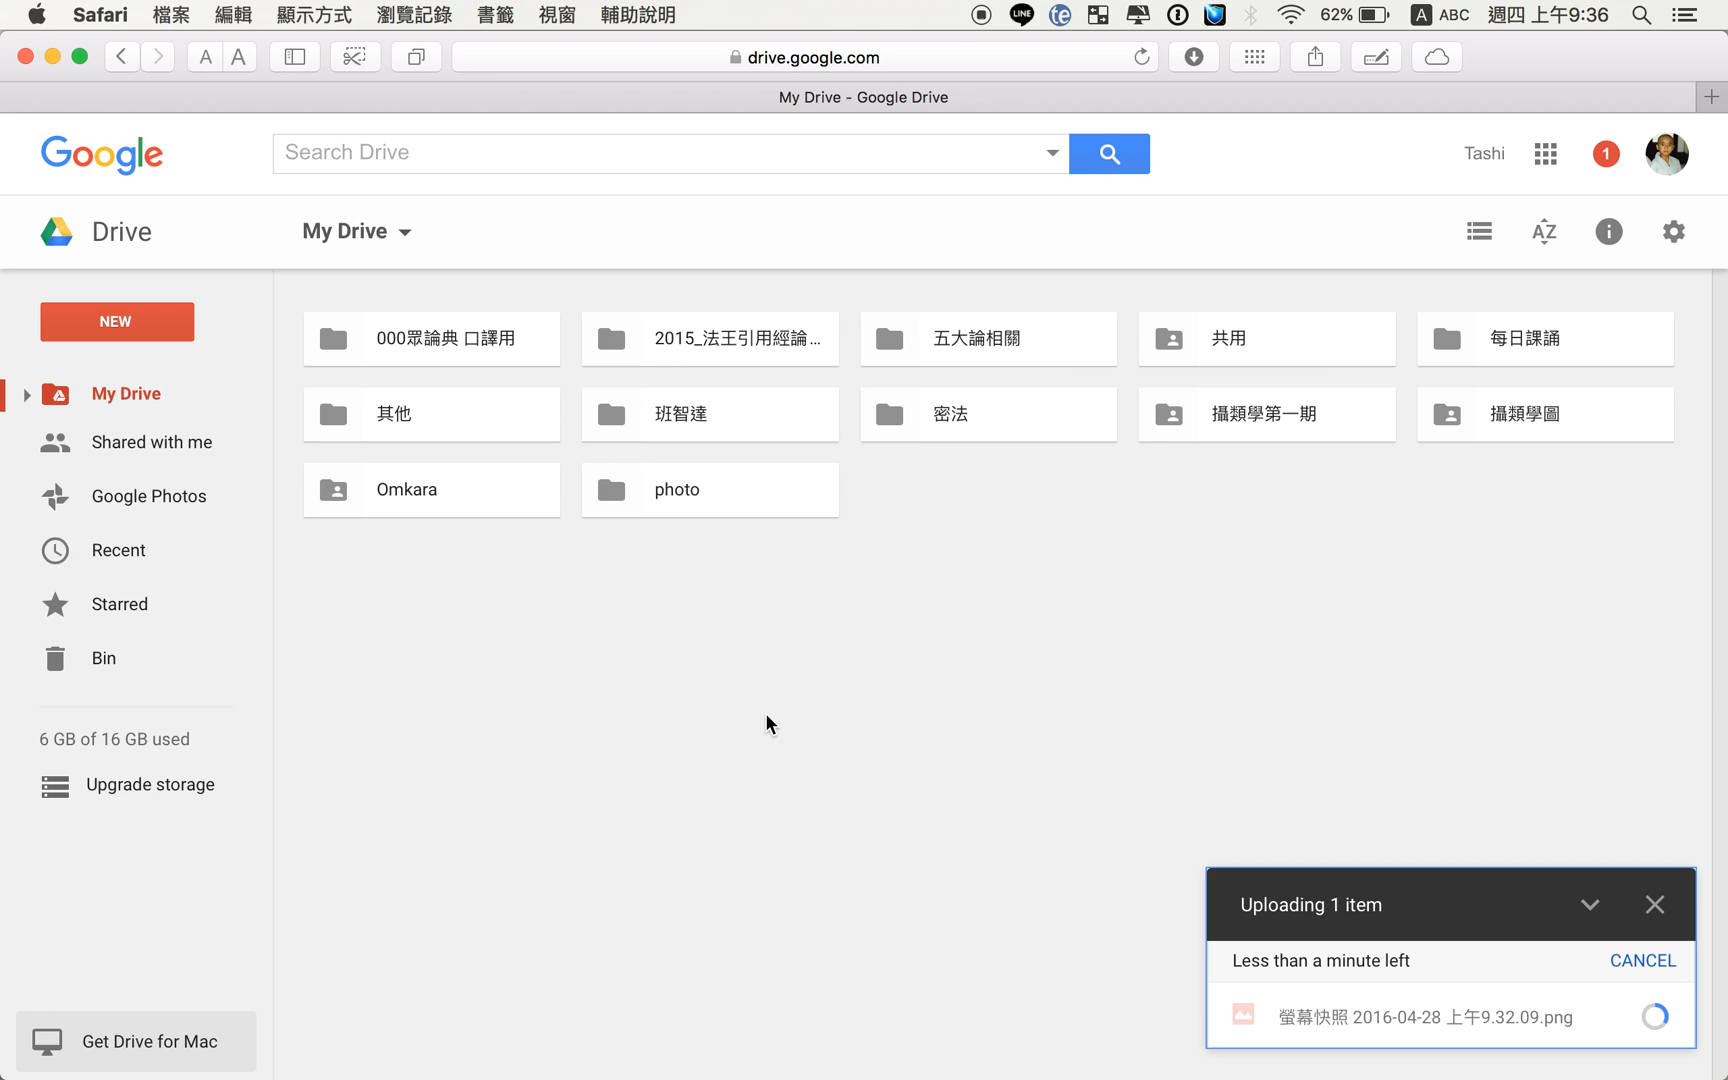 Safari 檔案 編輯 顯示方式 瀏覽記錄 書籤 視窗 輔助說明 LINE te 62% A ABC 週四 上午9:36
A A drive.google.com
My Drive - Google Drive
Google Search Drive Tashi 1
Drive My Drive AZ
NEW
My Drive
Shared with me
Google Photos
Recent
Starred
Bin
6 GB of 16 GB used
Upgrade storage
Get Drive for Mac
000眾論典 口譯用 2015_法王引用經論... 五大論相關 共用 每日課誦
其他 班智達 密法 攝類學第一期 攝類學圖
Omkara photo
Uploading 1 item
Less than a minute left CANCEL
螢幕快照 2016-04-28 上午9.32.09.png